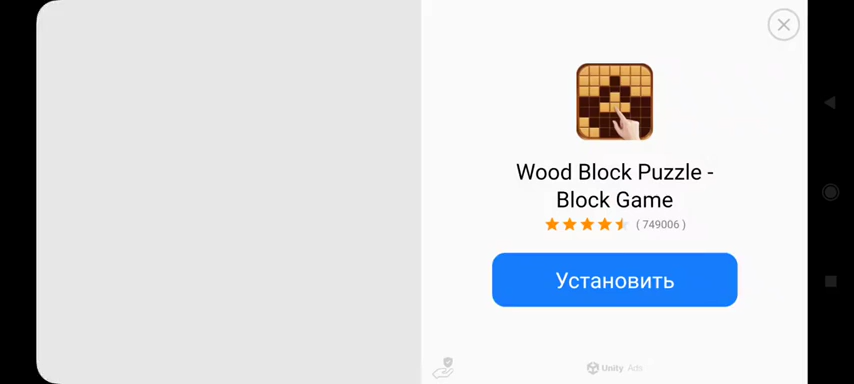 Wood Block Puzzle -
Block Game
( 749006 )
Установить
Unity Ads